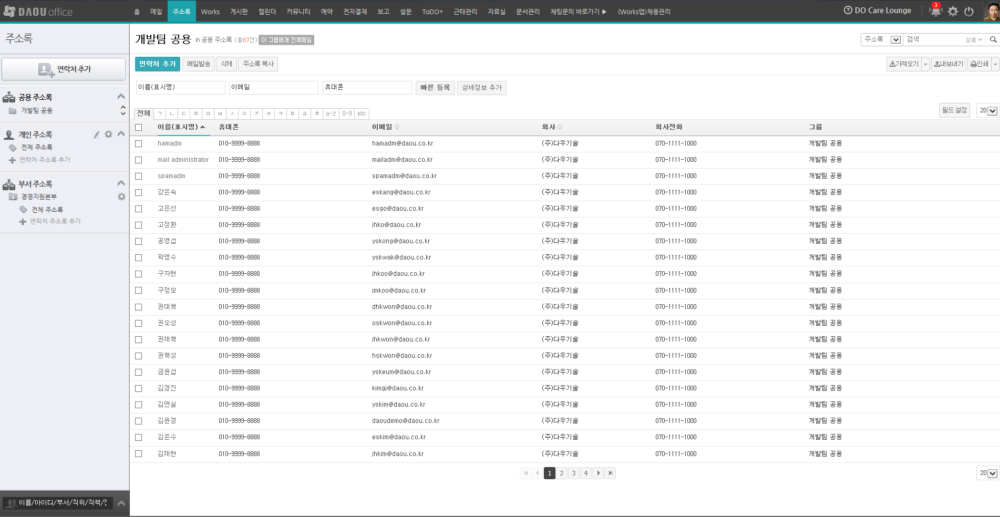 DAOU office
홈 메일 주소록 Works 게시판 캘린더 커뮤니티 예약 전자결재 보고 설문 ToDO+ 근태관리 자료실 문서관리 채팅문의 바로가기 ▶ (Works앱)채용관리
DO Care Lounge 3
주소록
연락처 추가
공용 주소록
개발팀 공용
개인 주소록
전체 주소록
연락처 주소록 추가
부서 주소록
경영지원본부
전체 주소록
연락처 주소록 추가
이름/아이디/부서/직위/직책/
개발팀 공용 in 공용 주소록 (총67건) 이 그룹에게 전체메일
주소록 검색 상세
연락처 추가 메일발송 삭제 주소록 복사
가져오기 내보내기 인쇄
이름(표시명) 이메일 휴대폰 빠른 등록 상세정보 추가
전체 ㄱ ㄴ ㄷ ㄹ ㅁ ㅂ ㅅ ㅇ ㅈ ㅊ ㅋ ㅌ ㅍ ㅎ a-z 0-9 etc
필드 설정 20
이름(표시명) 휴대폰 이메일 회사 회사전화 그룹
hamadm 010-9999-8888 hamadm@daou.co.kr (주)다우기술 070-1111-1000 개발팀 공용
mail administrator 010-9999-8888 mailadm@daou.co.kr (주)다우기술 070-1111-1000 개발팀 공용
spamadm 010-9999-8888 spamadm@daou.co.kr (주)다우기술 070-1111-1000 개발팀 공용
강은숙 010-9999-8888 eskang@daou.co.kr (주)다우기술 070-1111-1000 개발팀 공용
고은선 010-9999-8888 esgo@daou.co.kr (주)다우기술 070-1111-1000 개발팀 공용
고정환 010-9999-8888 jhko@daou.co.kr (주)다우기술 070-1111-1000 개발팀 공용
공영섭 010-9999-8888 yskong@daou.co.kr (주)다우기술 070-1111-1000 개발팀 공용
곽영수 010-9999-8888 yskwak@daou.co.kr (주)다우기술 070-1111-1000 개발팀 공용
구자현 010-9999-8888 jhkoo@daou.co.kr (주)다우기술 070-1111-1000 개발팀 공용
구정모 010-9999-8888 jmkoo@daou.co.kr (주)다우기술 070-1111-1000 개발팀 공용
권대혁 010-9999-8888 dhkwon@daou.co.kr (주)다우기술 070-1111-1000 개발팀 공용
권오성 010-9999-8888 oskwon@daou.co.kr (주)다우기술 070-1111-1000 개발팀 공용
권재혁 010-9999-8888 jhkwon@daou.co.kr (주)다우기술 070-1111-1000 개발팀 공용
권혁성 010-9999-8888 hskwon@daou.co.kr (주)다우기술 070-1111-1000 개발팀 공용
금윤섭 010-9999-8888 yskeum@daou.co.kr (주)다우기술 070-1111-1000 개발팀 공용
김경진 010-9999-8888 kimgj@daou.co.kr (주)다우기술 070-1111-1000 개발팀 공용
김연실 010-9999-8888 yskim@daou.co.kr (주)다우기술 070-1111-1000 개발팀 공용
김윤경 010-9999-8888 daoudemo@daou.co.kr (주)다우기술 070-1111-1000 개발팀 공용
김은수 010-9999-8888 eskim@daou.co.kr (주)다우기술 070-1111-1000 개발팀 공용
김재현 010-9999-8888 jhkim@daou.co.kr (주)다우기술 070-1111-1000 개발팀 공용
1 2 3 4
20